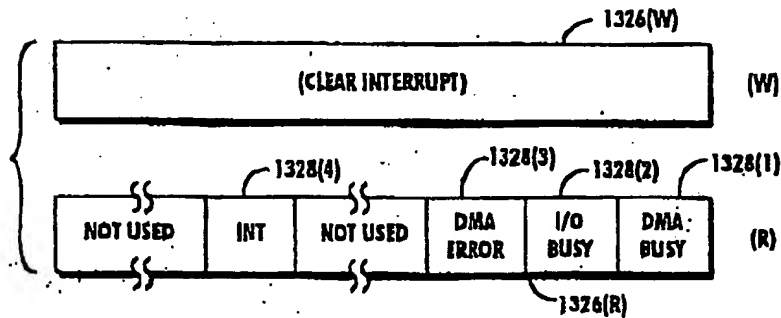 1326(W)
(CLEAR INTERRUPT) (W)
1328(4) 1328(3) 1328(2) 1328(1)
NOT USED INT NOT USED DMA ERROR I/O BUSY DMA BUSY (R)
1326(R)